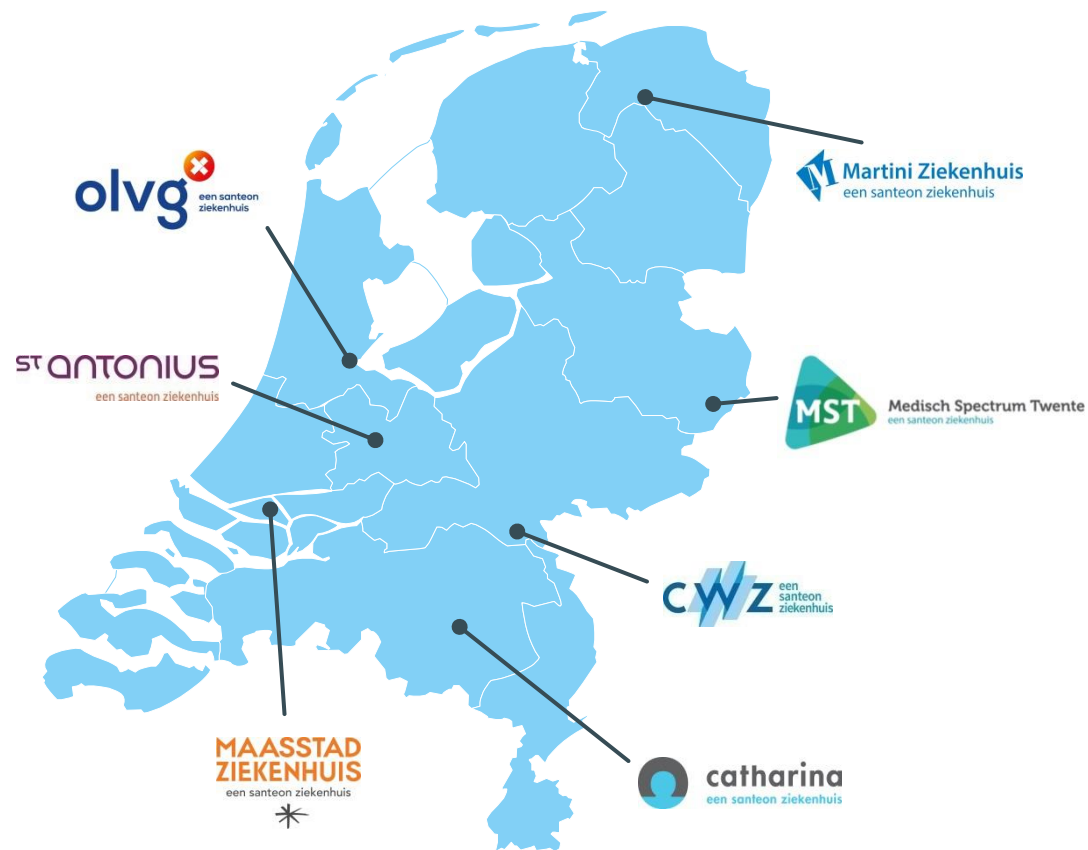 Martini Ziekenhuis
een santeon ziekenhuis
olvg
een santeon
ziekenhuis
ST antonius
een santeon ziekenhuis
MST
Medisch Spectrum Twente
een santeon ziekenhuis
CWZ
een
santeon
ziekenhuis
MAASSTAD
ZIEKENHUIS
een santeon ziekenhuis
catharina
een santeon ziekenhuis